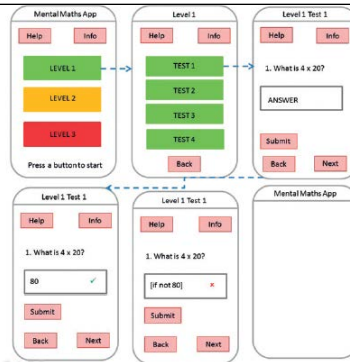 Mental Maths App
Help Info
LEVEL 1
LEVEL 2
LEVEL 3
Press a button to start
Level 1
Help Info
TEST 1
TEST 2
TEST 3
TEST 4
Back
Level 1 Test 1
Help Info
1. What is 4 x 20?
ANSWER
Submit
Back Next
Level 1 Test 1
Help Info
1. What is 4 x 20?
80 ✓
Submit
Back Next
Level 1 Test 1
Help Info
1. What is 4 x 20?
[if not 80] ×
Submit
Back Next
Mental Maths App